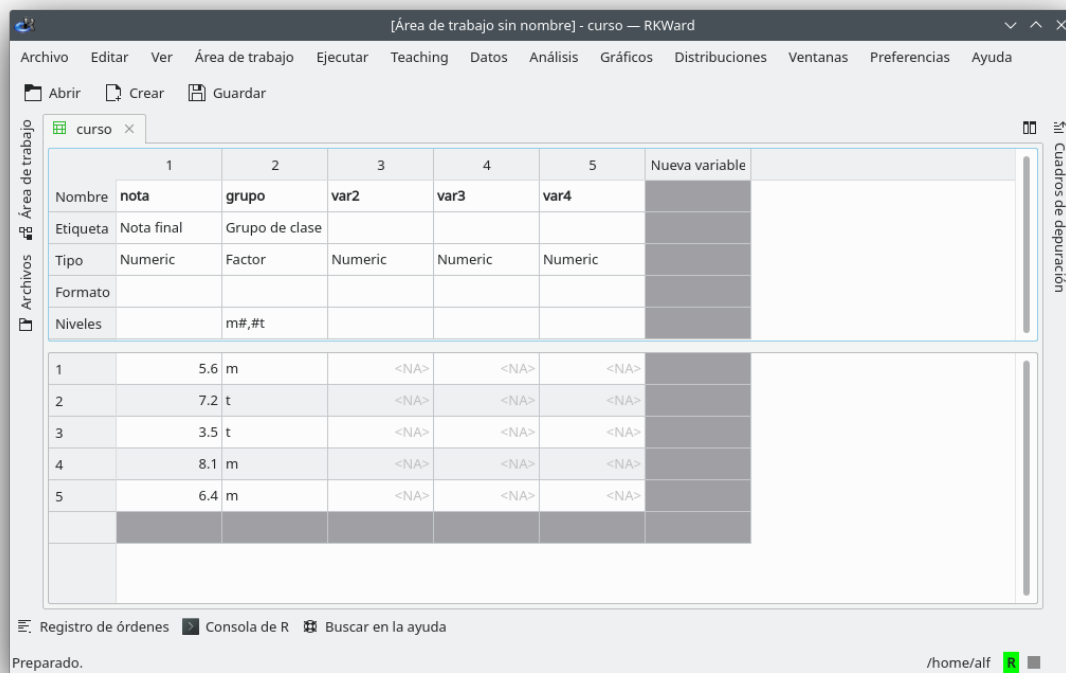 [Área de trabajo sin nombre] - curso — RKWard
Archivo Editar Ver Área de trabajo Ejecutar Teaching Datos Análisis Gráficos Distribuciones Ventanas Preferencias Ayuda
Abrir Crear Guardar
Área de trabajo
Archivos
curso
1 2 3 4 5 Nueva variable
Nombre nota grupo var2 var3 var4
Etiqueta Nota final Grupo de clase
Tipo Numeric Factor Numeric Numeric Numeric
Formato
Niveles m#,#t
1 5.6 m <NA> <NA> <NA>
2 7.2 t <NA> <NA> <NA>
3 3.5 t <NA> <NA> <NA>
4 8.1 m <NA> <NA> <NA>
5 6.4 m <NA> <NA> <NA>
Cuadros de depuración
Registro de órdenes Consola de R Buscar en la ayuda
Preparado. /home/alf R